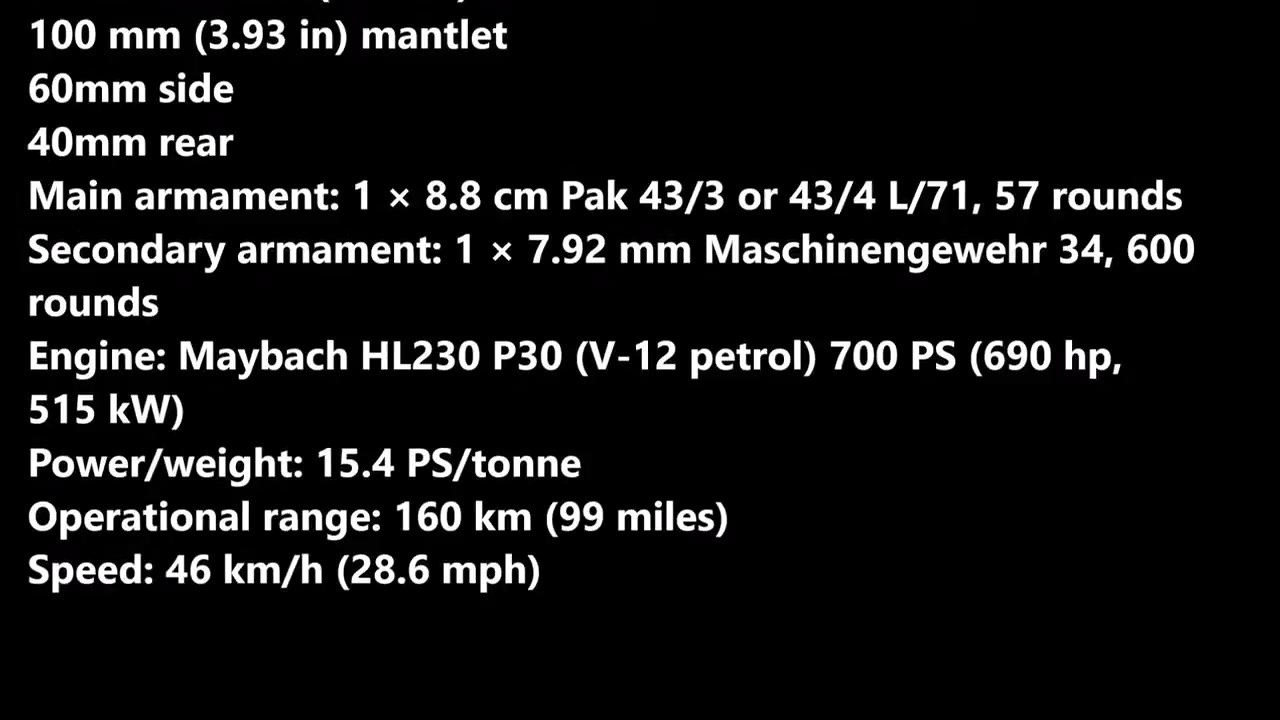 100 mm (3.93 in) mantlet
60mm side
40mm rear
Main armament: 1 × 8.8 cm Pak 43/3 or 43/4 L/71, 57 rounds
Secondary armament: 1 × 7.92 mm Maschinengewehr 34, 600
rounds
Engine: Maybach HL230 P30 (V-12 petrol) 700 PS (690 hp,
515 kW)
Power/weight: 15.4 PS/tonne
Operational range: 160 km (99 miles)
Speed: 46 km/h (28.6 mph)